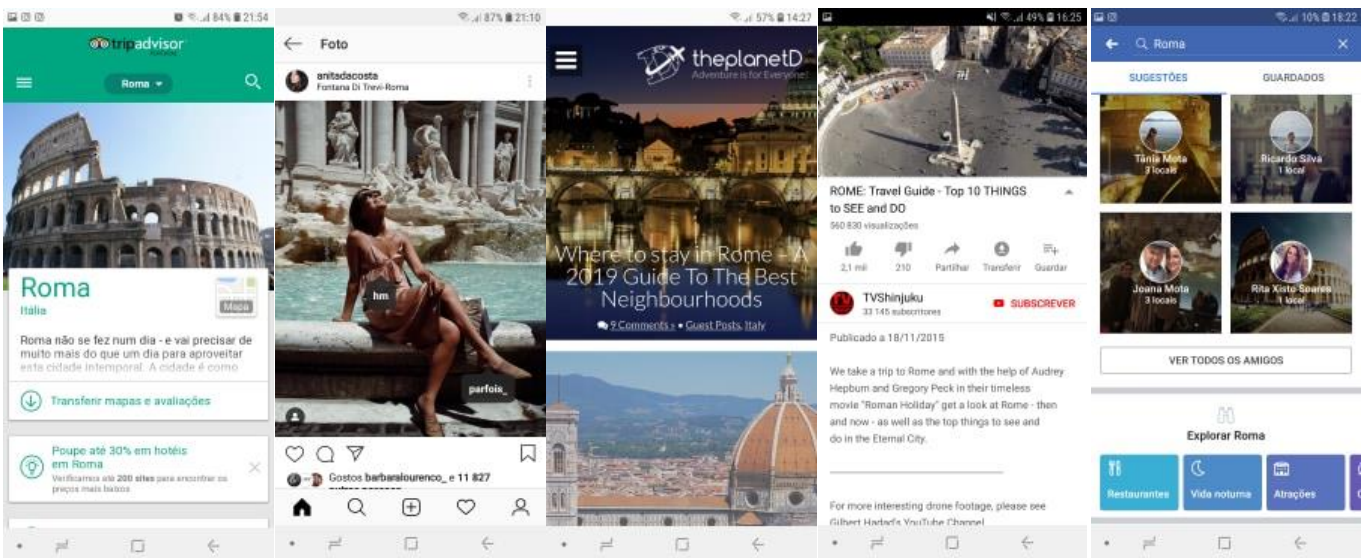 84% 21:54
tripadvisor
Roma
Roma
Itália
Mapa
Roma não se fez num dia - e vai precisar de
muito mais do que um dia para aproveitar
esta cidade intemporal. A cidade é como
Transferir mapas e avaliações
Poupe até 30% em hotéis
em Roma
Verificamos até 200 sites para encontrar os
preços mais baixos
87% 21:10
Foto
anitadacosta
Fontana Di Trevi-Roma
hm
parfois_
Gostos barbaralourenco_ e 11 827
outras pessoas
57% 14:27
theplanetD
Adventure is for Everyone!
Where to stay in Rome – A
2019 Guide To The Best
Neighbourhoods
9 Comments » • Guest Posts, Italy
49% 16:25
ROME: Travel Guide - Top 10 THINGS
to SEE and DO
560 830 visualizações
2,1 mil 210 Partilhar Transferir Guardar
TVShinjuku
33 145 subscritores
SUBSCREVER
Publicado a 18/11/2015
We take a trip to Rome and with the help of Audrey
Hepburn and Gregory Peck in their timeless
movie "Roman Holiday" get a look at Rome - then
and now - as well as the top things to see and
do in the Eternal City.
For more interesting drone footage, please see
Gilbert Hadad's YouTube Channel
10% 18:22
Roma
SUGESTÕES GUARDADOS
Tânia Mota
3 locais
Ricardo Silva
1 local
Joana Mota
3 locais
Rita Xisto Soares
1 local
VER TODOS OS AMIGOS
Explorar Roma
Restaurantes Vida noturna Atrações